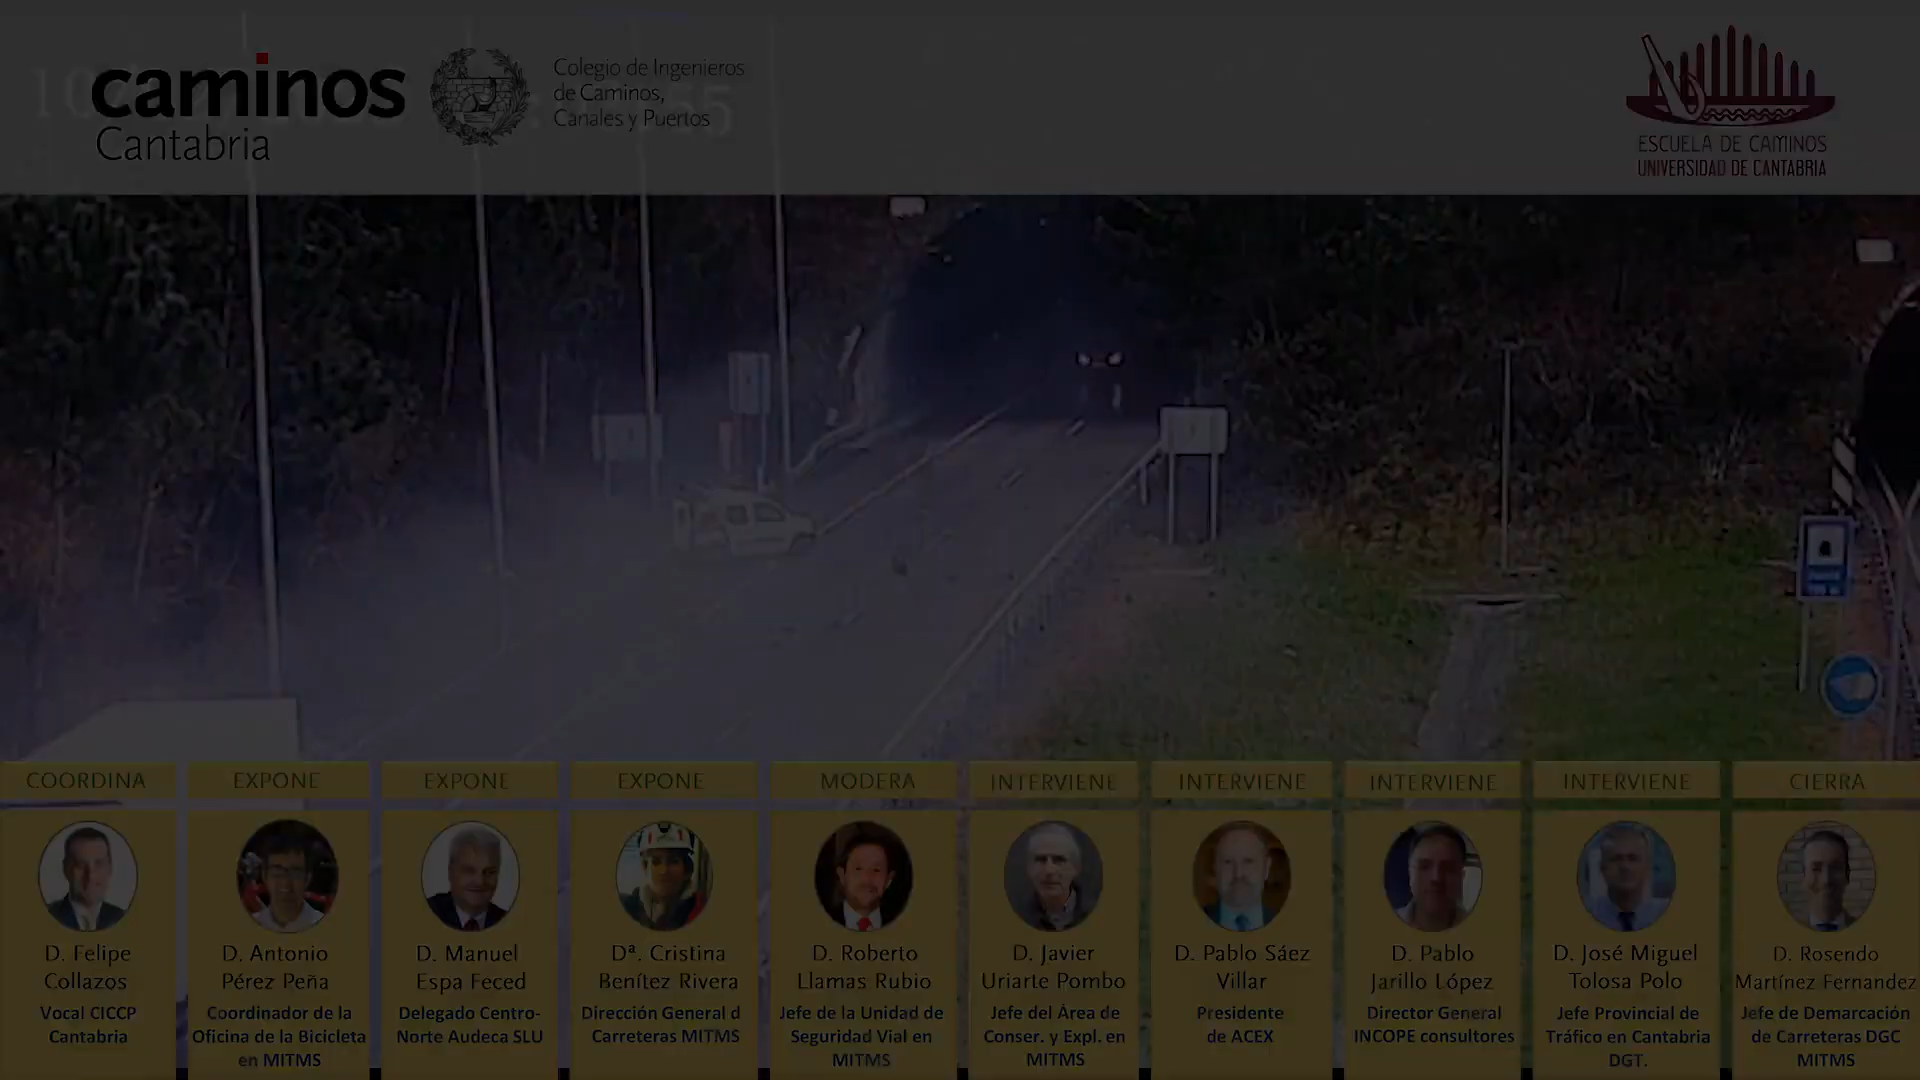 caminos
Cantabria
Colegio de Ingenieros
de Caminos,
Canales y Puertos
ESCUELA DE CAMINOS
UNIVERSIDAD DE CANTABRIA
COORDINA
D. Felipe
Collazos
Vocal CICCP
Cantabria
EXPONE
D. Antonio
Pérez Peña
Coordinador de la
Oficina de la Bicicleta
en MITMS
EXPONE
D. Manuel
Espa Feced
Delegado Centro-
Norte Audeca SLU
EXPONE
Dª. Cristina
Benítez Rivera
Dirección General d
Carreteras MITMS
MODERA
D. Roberto
Llamas Rubio
Jefe de la Unidad de
Seguridad Vial en
MITMS
INTERVIENE
D. Javier
Uriarte Pombo
Jefe del Área de
Conser. y Expl. en
MITMS
INTERVIENE
D. Pablo Sáez
Villar
Presidente
de ACEX
INTERVIENE
D. Pablo
Jarillo López
Director General
INCOPE consultores
INTERVIENE
D. José Miguel
Tolosa Polo
Jefe Provincial de
Tráfico en Cantabria
DGT.
CIERRA
D. Rosendo
Martínez Fernandez
Jefe de Demarcación
de Carreteras DGC
MITMS